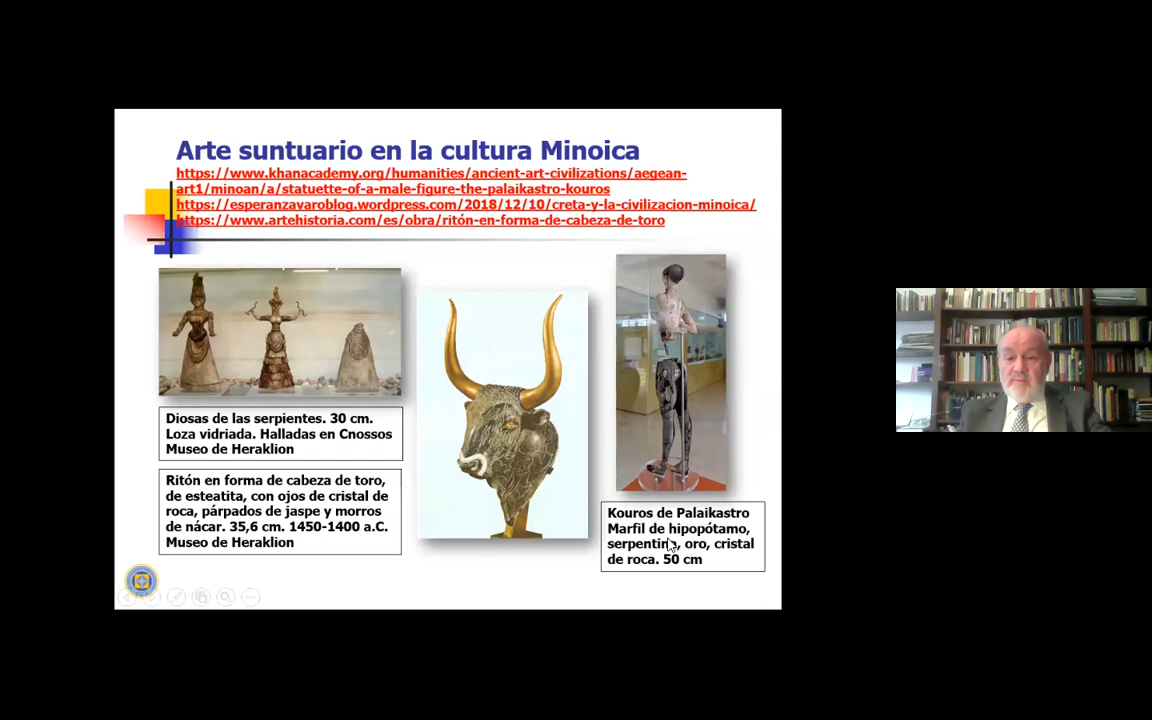 Arte suntuario en la cultura Minoica
https://www.khanacademy.org/humanities/ancient-art-civilizations/aegean-
art1/minoan/a/statuette-of-a-male-figure-the-palaikastro-kouros
https://esperanzavaroblog.wordpress.com/2018/12/10/creta-y-la-civilizacion-minoica/
https://www.artehistoria.com/es/obra/ritón-en-forma-de-cabeza-de-toro
Diosas de las serpientes. 30 cm.
Loza vidriada. Halladas en Cnossos
Museo de Heraklion
Ritón en forma de cabeza de toro,
de esteatita, con ojos de cristal de
roca, párpados de jaspe y morros
de nácar. 35,6 cm. 1450-1400 a.C.
Museo de Heraklion
Kouros de Palaikastro
Marfil de hipopótamo,
serpentina, oro, cristal
de roca. 50 cm